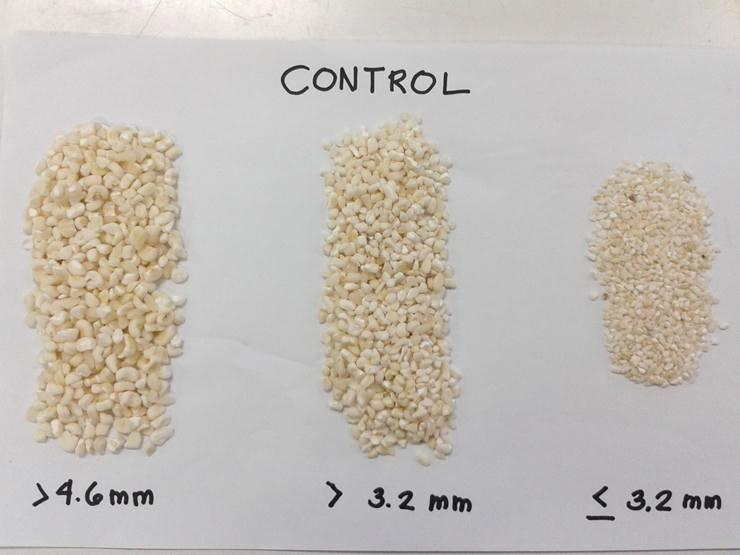 CONTROL
>4.6mm
> 3.2 mm
≤ 3.2 mm